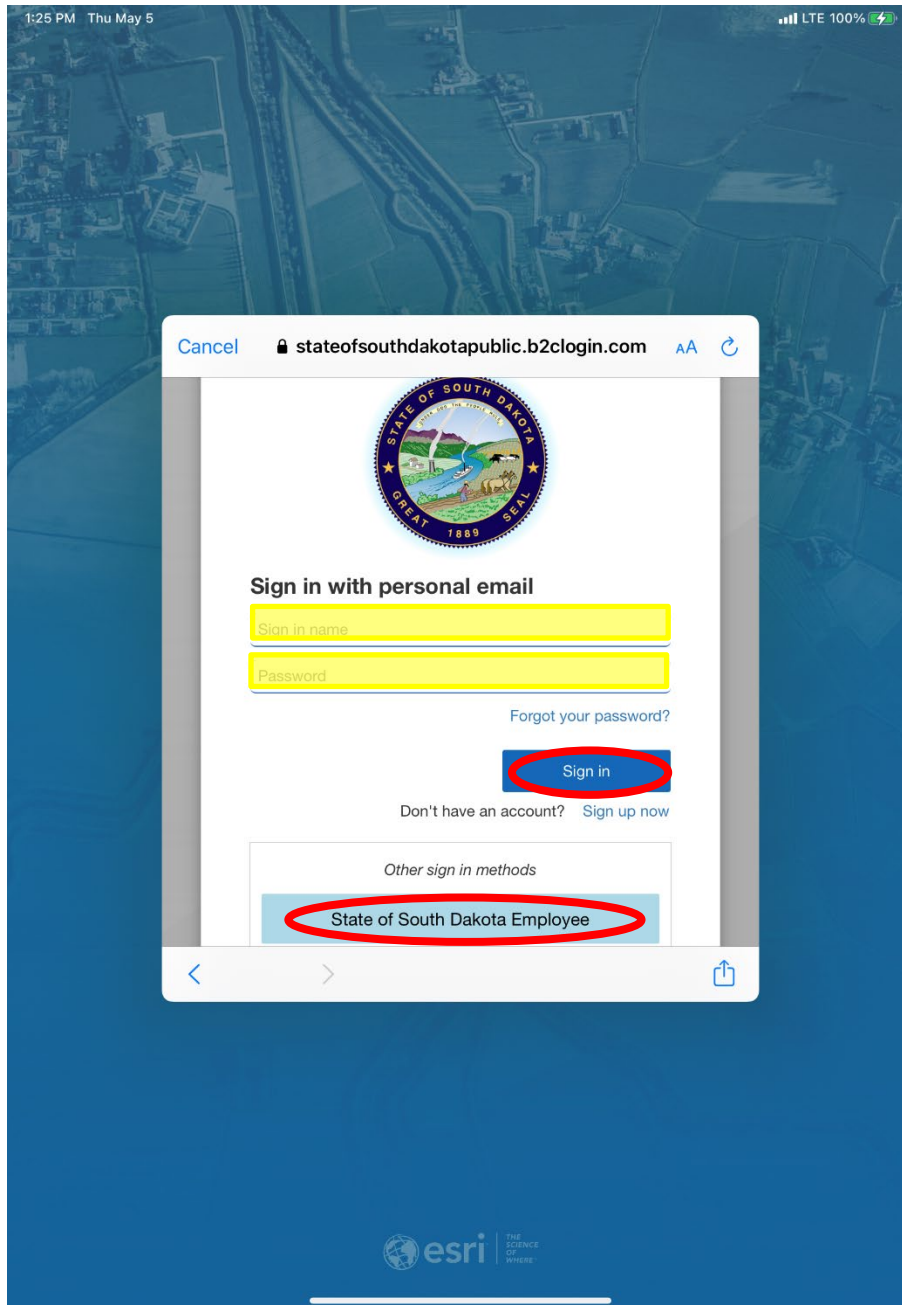 1:25 PM Thu May 5 LTE 100%
Cancel stateofsouthdakotapublic.b2clogin.com AA
STATE OF SOUTH DAKOTA
GREAT SEAL
1889
Sign in with personal email
Sign in name
Password
Forgot your password?
Sign in
Don't have an account? Sign up now
Other sign in methods
State of South Dakota Employee
esri
THE
SCIENCE
OF
WHERE